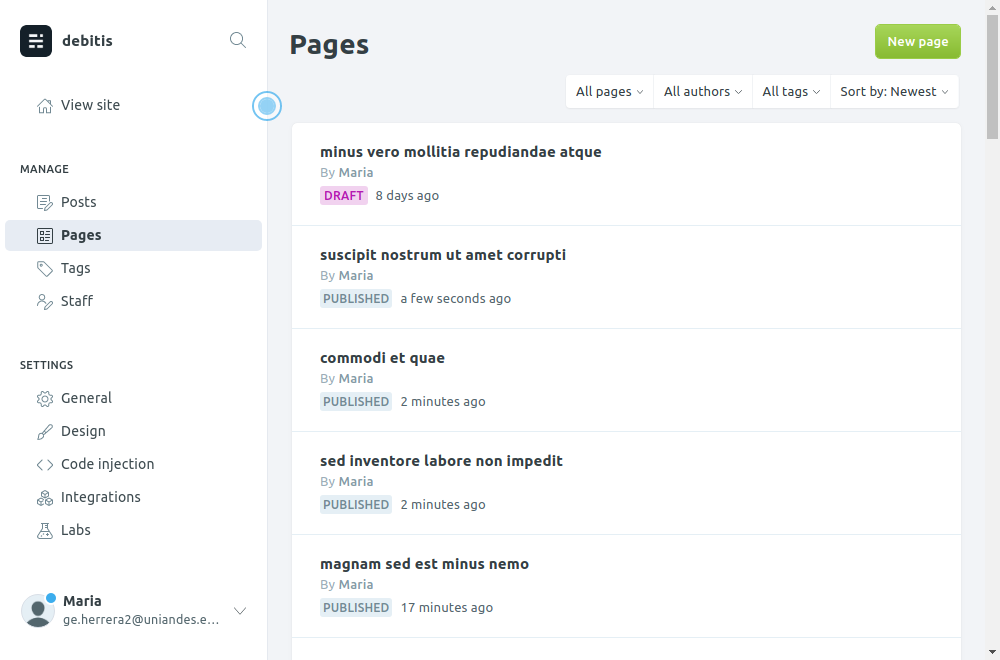 debitis
View site
MANAGE
Posts
Pages
Tags
Staff
SETTINGS
General
Design
Code injection
Integrations
Labs
Maria
ge.herrera2@uniandes.e...
Pages
New page
All pages
All authors
All tags
Sort by: Newest
minus vero mollitia repudiandae atque
By Maria
DRAFT 8 days ago
suscipit nostrum ut amet corrupti
By Maria
PUBLISHED a few seconds ago
commodi et quae
By Maria
PUBLISHED 2 minutes ago
sed inventore labore non impedit
By Maria
PUBLISHED 2 minutes ago
magnam sed est minus nemo
By Maria
PUBLISHED 17 minutes ago